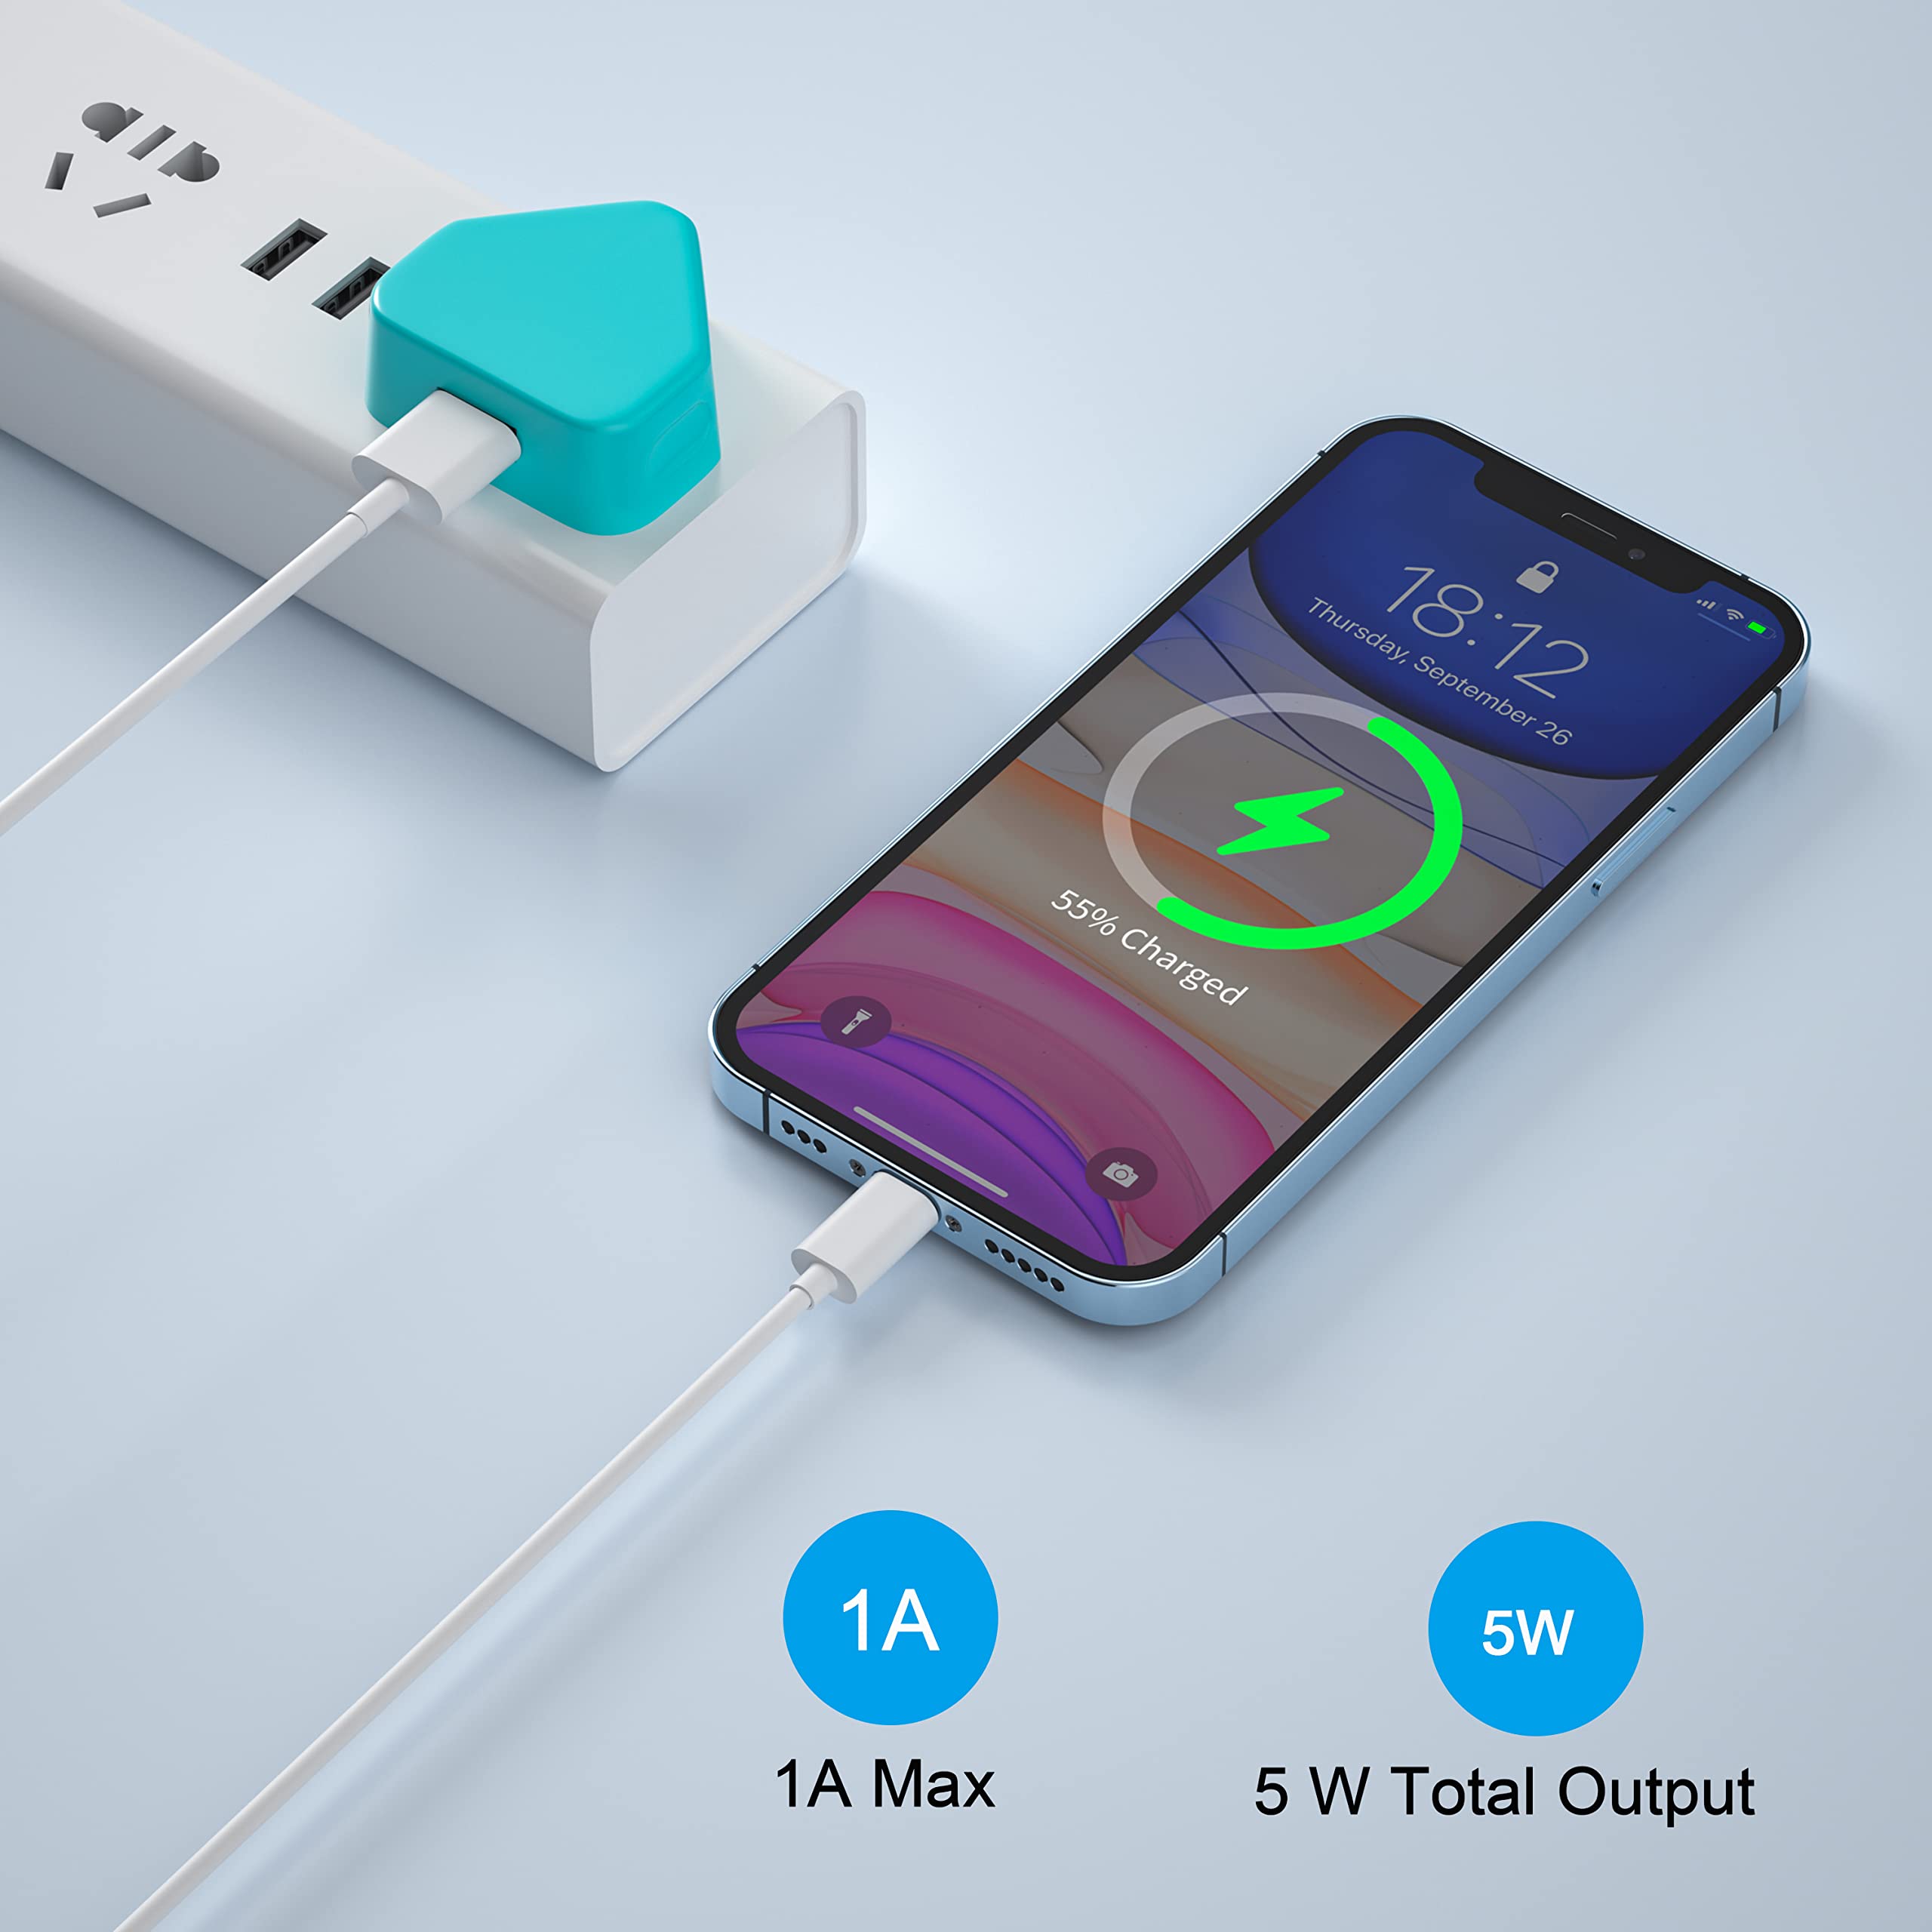 18:12
Thursday, September 26
55% Charged
1A
5W
1A Max
5 W Total Output